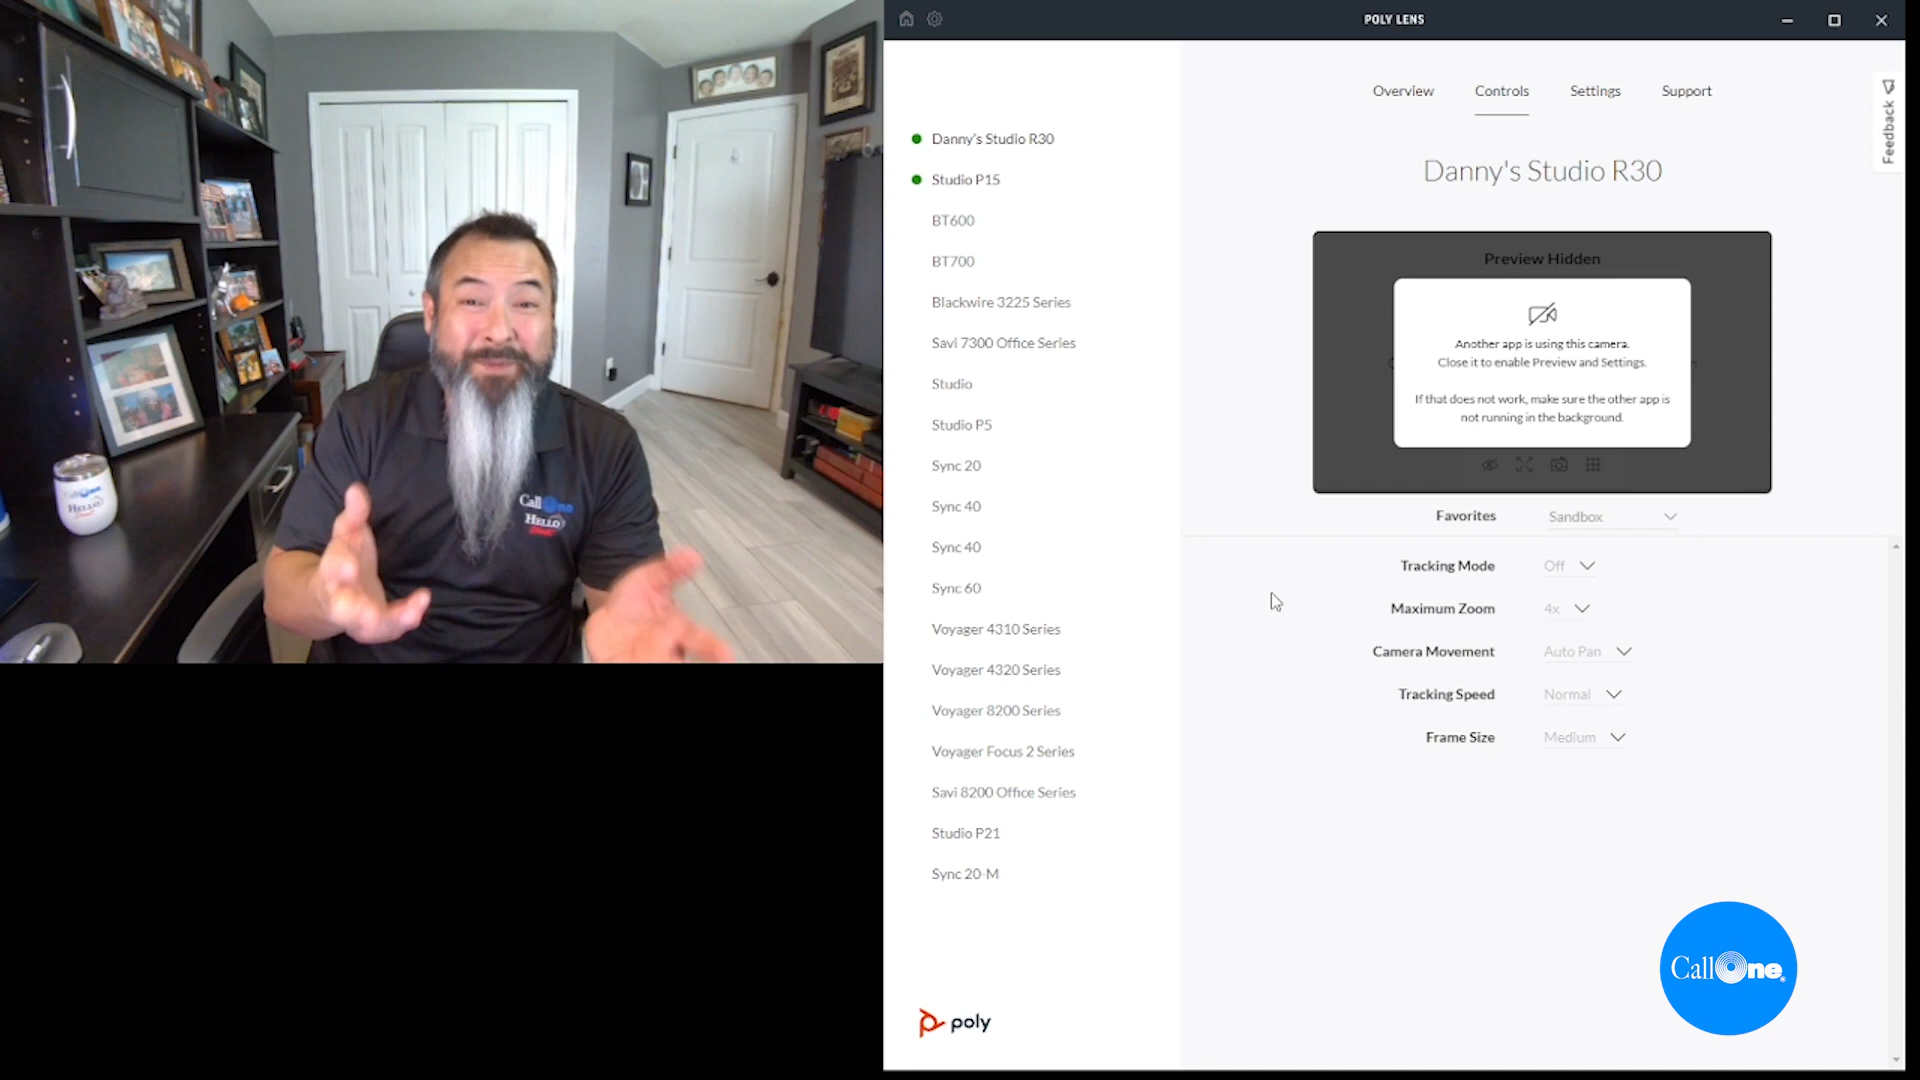 POLY LENS
Overview
Controls
Settings
Support
Feedback
Danny's Studio R30
Studio P15
BT600
BT700
Blackwire 3225 Series
Savi 7300 Office Series
Studio
Studio P5
Sync 20
Sync 40
Sync 40
Sync 60
Voyager 4310 Series
Voyager 4320 Series
Voyager 8200 Series
Voyager Focus 2 Series
Savi 8200 Office Series
Studio P21
Sync 20-M
poly
Danny's Studio R30
Preview Hidden
Another app is using this camera.
Close it to enable Preview and Settings.
If that does not work, make sure the other app is
not running in the background.
Favorites Sandbox
Tracking Mode Off
Maximum Zoom 4x
Camera Movement Auto Pan
Tracking Speed Normal
Frame Size Medium
CallOne®
CallOne
HELLO
CallOne
HELLO